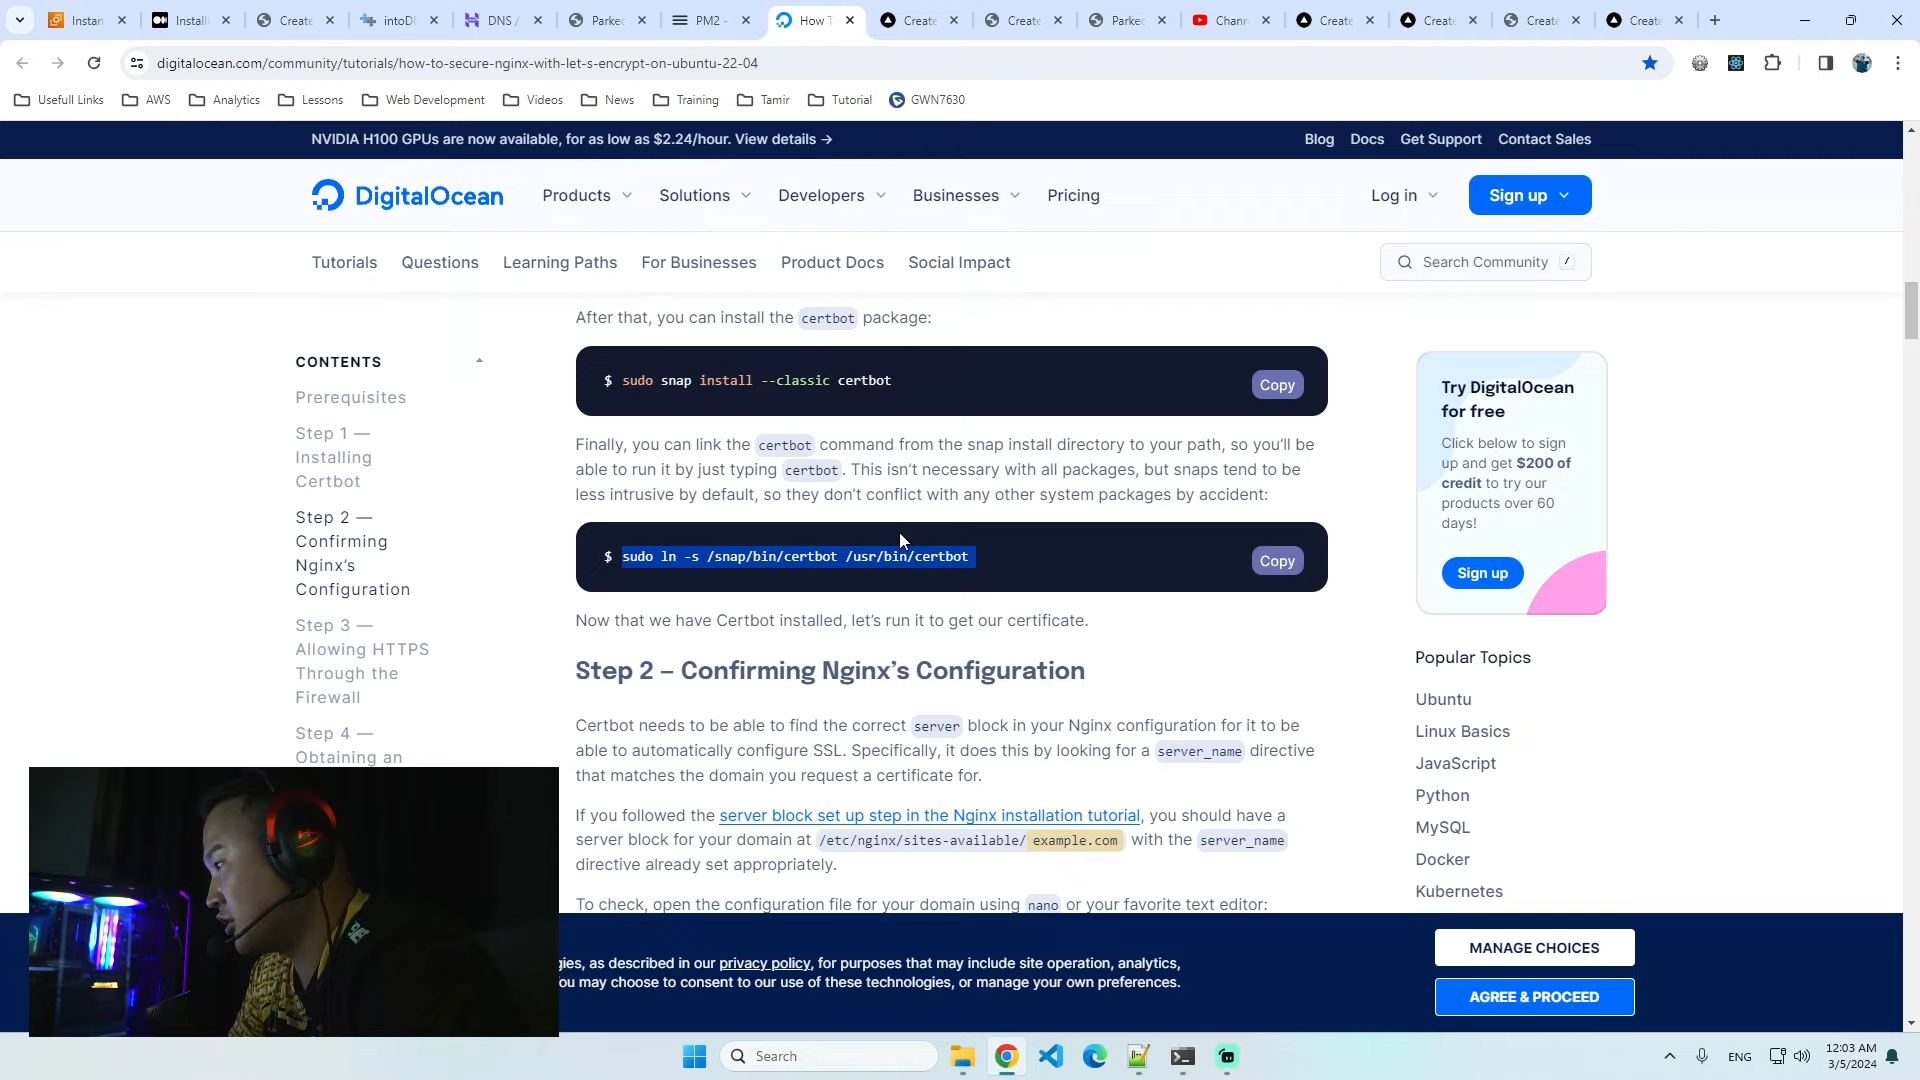 Instan
Install
Create
intoD
DNS /
Parked
PM2 -
How T
Create
Create
Parked
Chann
Create
Create
Create
Create
digitalocean.com/community/tutorials/how-to-secure-nginx-with-let-s-encrypt-on-ubuntu-22-04
Usefull Links
AWS
Analytics
Lessons
Web Development
Videos
News
Training
Tamir
Tutorial
GWN7630
NVIDIA H100 GPUs are now available, for as low as $2.24/hour. View details →
Blog
Docs
Get Support
Contact Sales
DigitalOcean
Products
Solutions
Developers
Businesses
Pricing
Log in
Sign up
Tutorials
Questions
Learning Paths
For Businesses
Product Docs
Social Impact
Search Community /
CONTENTS
Prerequisites
Step 1 —
Installing
Certbot
Step 2 —
Confirming
Nginx’s
Configuration
Step 3 —
Allowing HTTPS
Through the
Firewall
Step 4 —
Obtaining an
After that, you can install the certbot package:
$ sudo snap install --classic certbot
Copy
Finally, you can link the certbot command from the snap install directory to your path, so you’ll be
able to run it by just typing certbot. This isn’t necessary with all packages, but snaps tend to be
less intrusive by default, so they don’t conflict with any other system packages by accident:
$ sudo ln -s /snap/bin/certbot /usr/bin/certbot
Copy
Now that we have Certbot installed, let’s run it to get our certificate.
Step 2 — Confirming Nginx’s Configuration
Certbot needs to be able to find the correct server block in your Nginx configuration for it to be
able to automatically configure SSL. Specifically, it does this by looking for a server_name directive
that matches the domain you request a certificate for.
If you followed the server block set up step in the Nginx installation tutorial, you should have a
server block for your domain at /etc/nginx/sites-available/example.com with the server_name
directive already set appropriately.
To check, open the configuration file for your domain using nano or your favorite text editor:
Try DigitalOcean
for free
Click below to sign
up and get $200 of
credit to try our
products over 60
days!
Sign up
Popular Topics
Ubuntu
Linux Basics
JavaScript
Python
MySQL
Docker
Kubernetes
gies, as described in our privacy policy, for purposes that may include site operation, analytics,
ou may choose to consent to our use of these technologies, or manage your own preferences.
MANAGE CHOICES
AGREE & PROCEED
Search
ENG
12:03 AM
3/5/2024